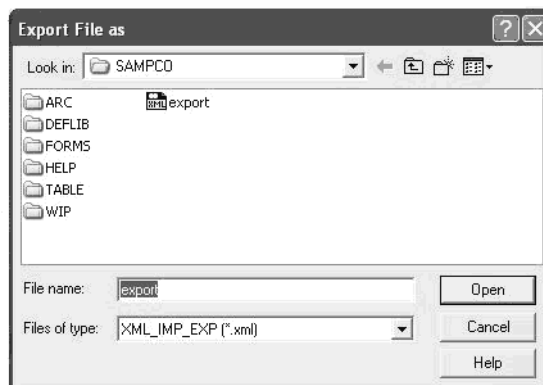 Export File as
Look in: SAMPCO
ARC
export
DEFLIB
FORMS
HELP
TABLE
WIP
File name: export Open
Files of type: XML_IMP_EXP (*.xml) Cancel
Help